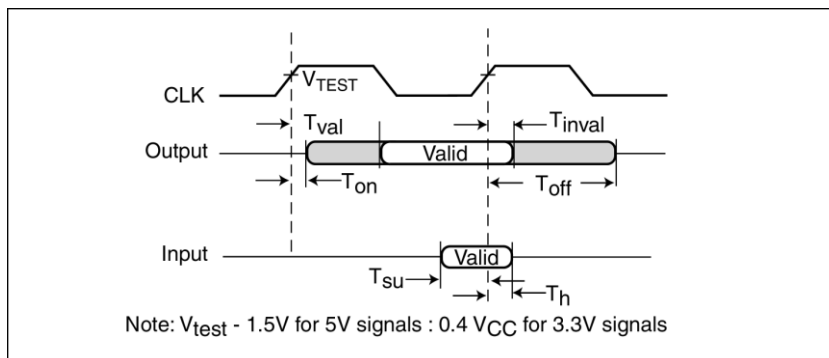 VTEST
CLK
Tval
Tinval
Output
Valid
Ton
Toff
Input
Valid
Tsu
Th
Note: Vtest - 1.5V for 5V signals : 0.4 VCC for 3.3V signals